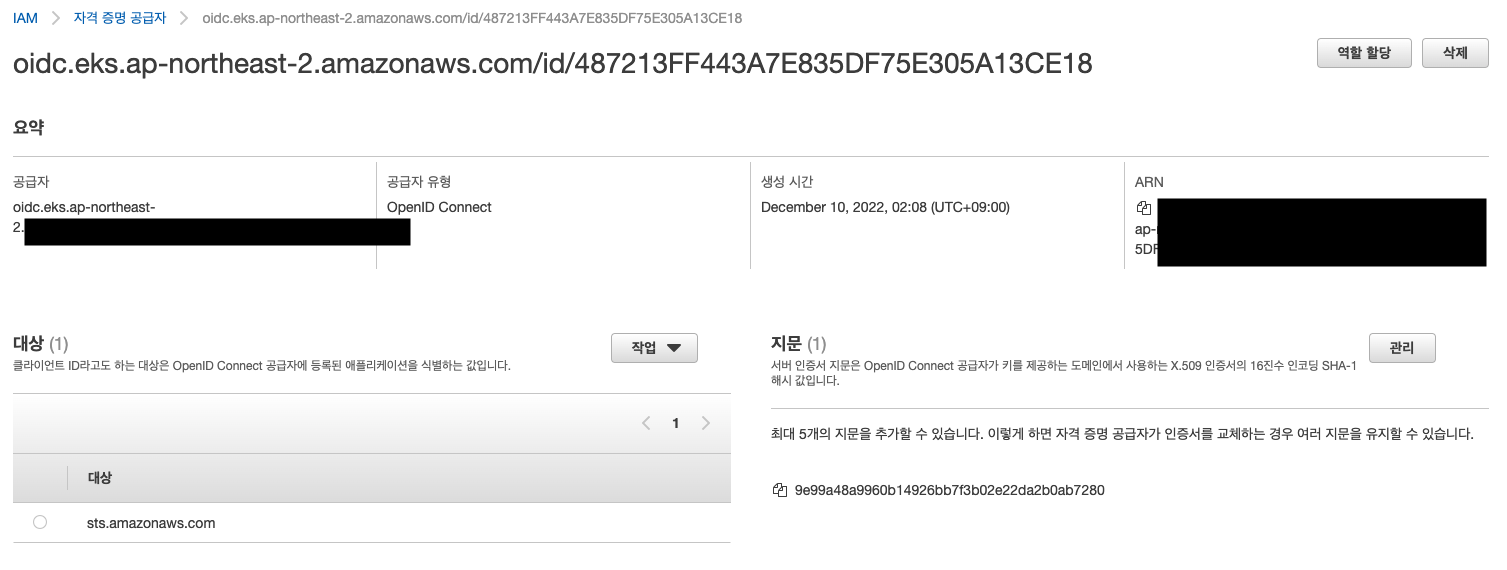 IAM > 자격 증명 공급자 > oidc.eks.ap-northeast-2.amazonaws.com/id/487213FF443A7E835DF75E305A13CE18
oidc.eks.ap-northeast-2.amazonaws.com/id/487213FF443A7E835DF75E305A13CE18
역할 할당
삭제
요약
공급자
oidc.eks.ap-northeast-
2.
공급자 유형
OpenID Connect
생성 시간
December 10, 2022, 02:08 (UTC+09:00)
ARN
ap-
5DF
대상 (1)
작업
클라이언트 ID라고도 하는 대상은 OpenID Connect 공급자에 등록된 애플리케이션을 식별하는 값입니다.
1
대상
sts.amazonaws.com
지문 (1)
관리
서버 인증서 지문은 OpenID Connect 공급자가 키를 제공하는 도메인에서 사용하는 X.509 인증서의 16진수 인코딩 SHA-1
해시 값입니다.
최대 5개의 지문을 추가할 수 있습니다. 이렇게 하면 자격 증명 공급자가 인증서를 교체하는 경우 여러 지문을 유지할 수 있습니다.
9e99a48a9960b14926bb7f3b02e22da2b0ab7280